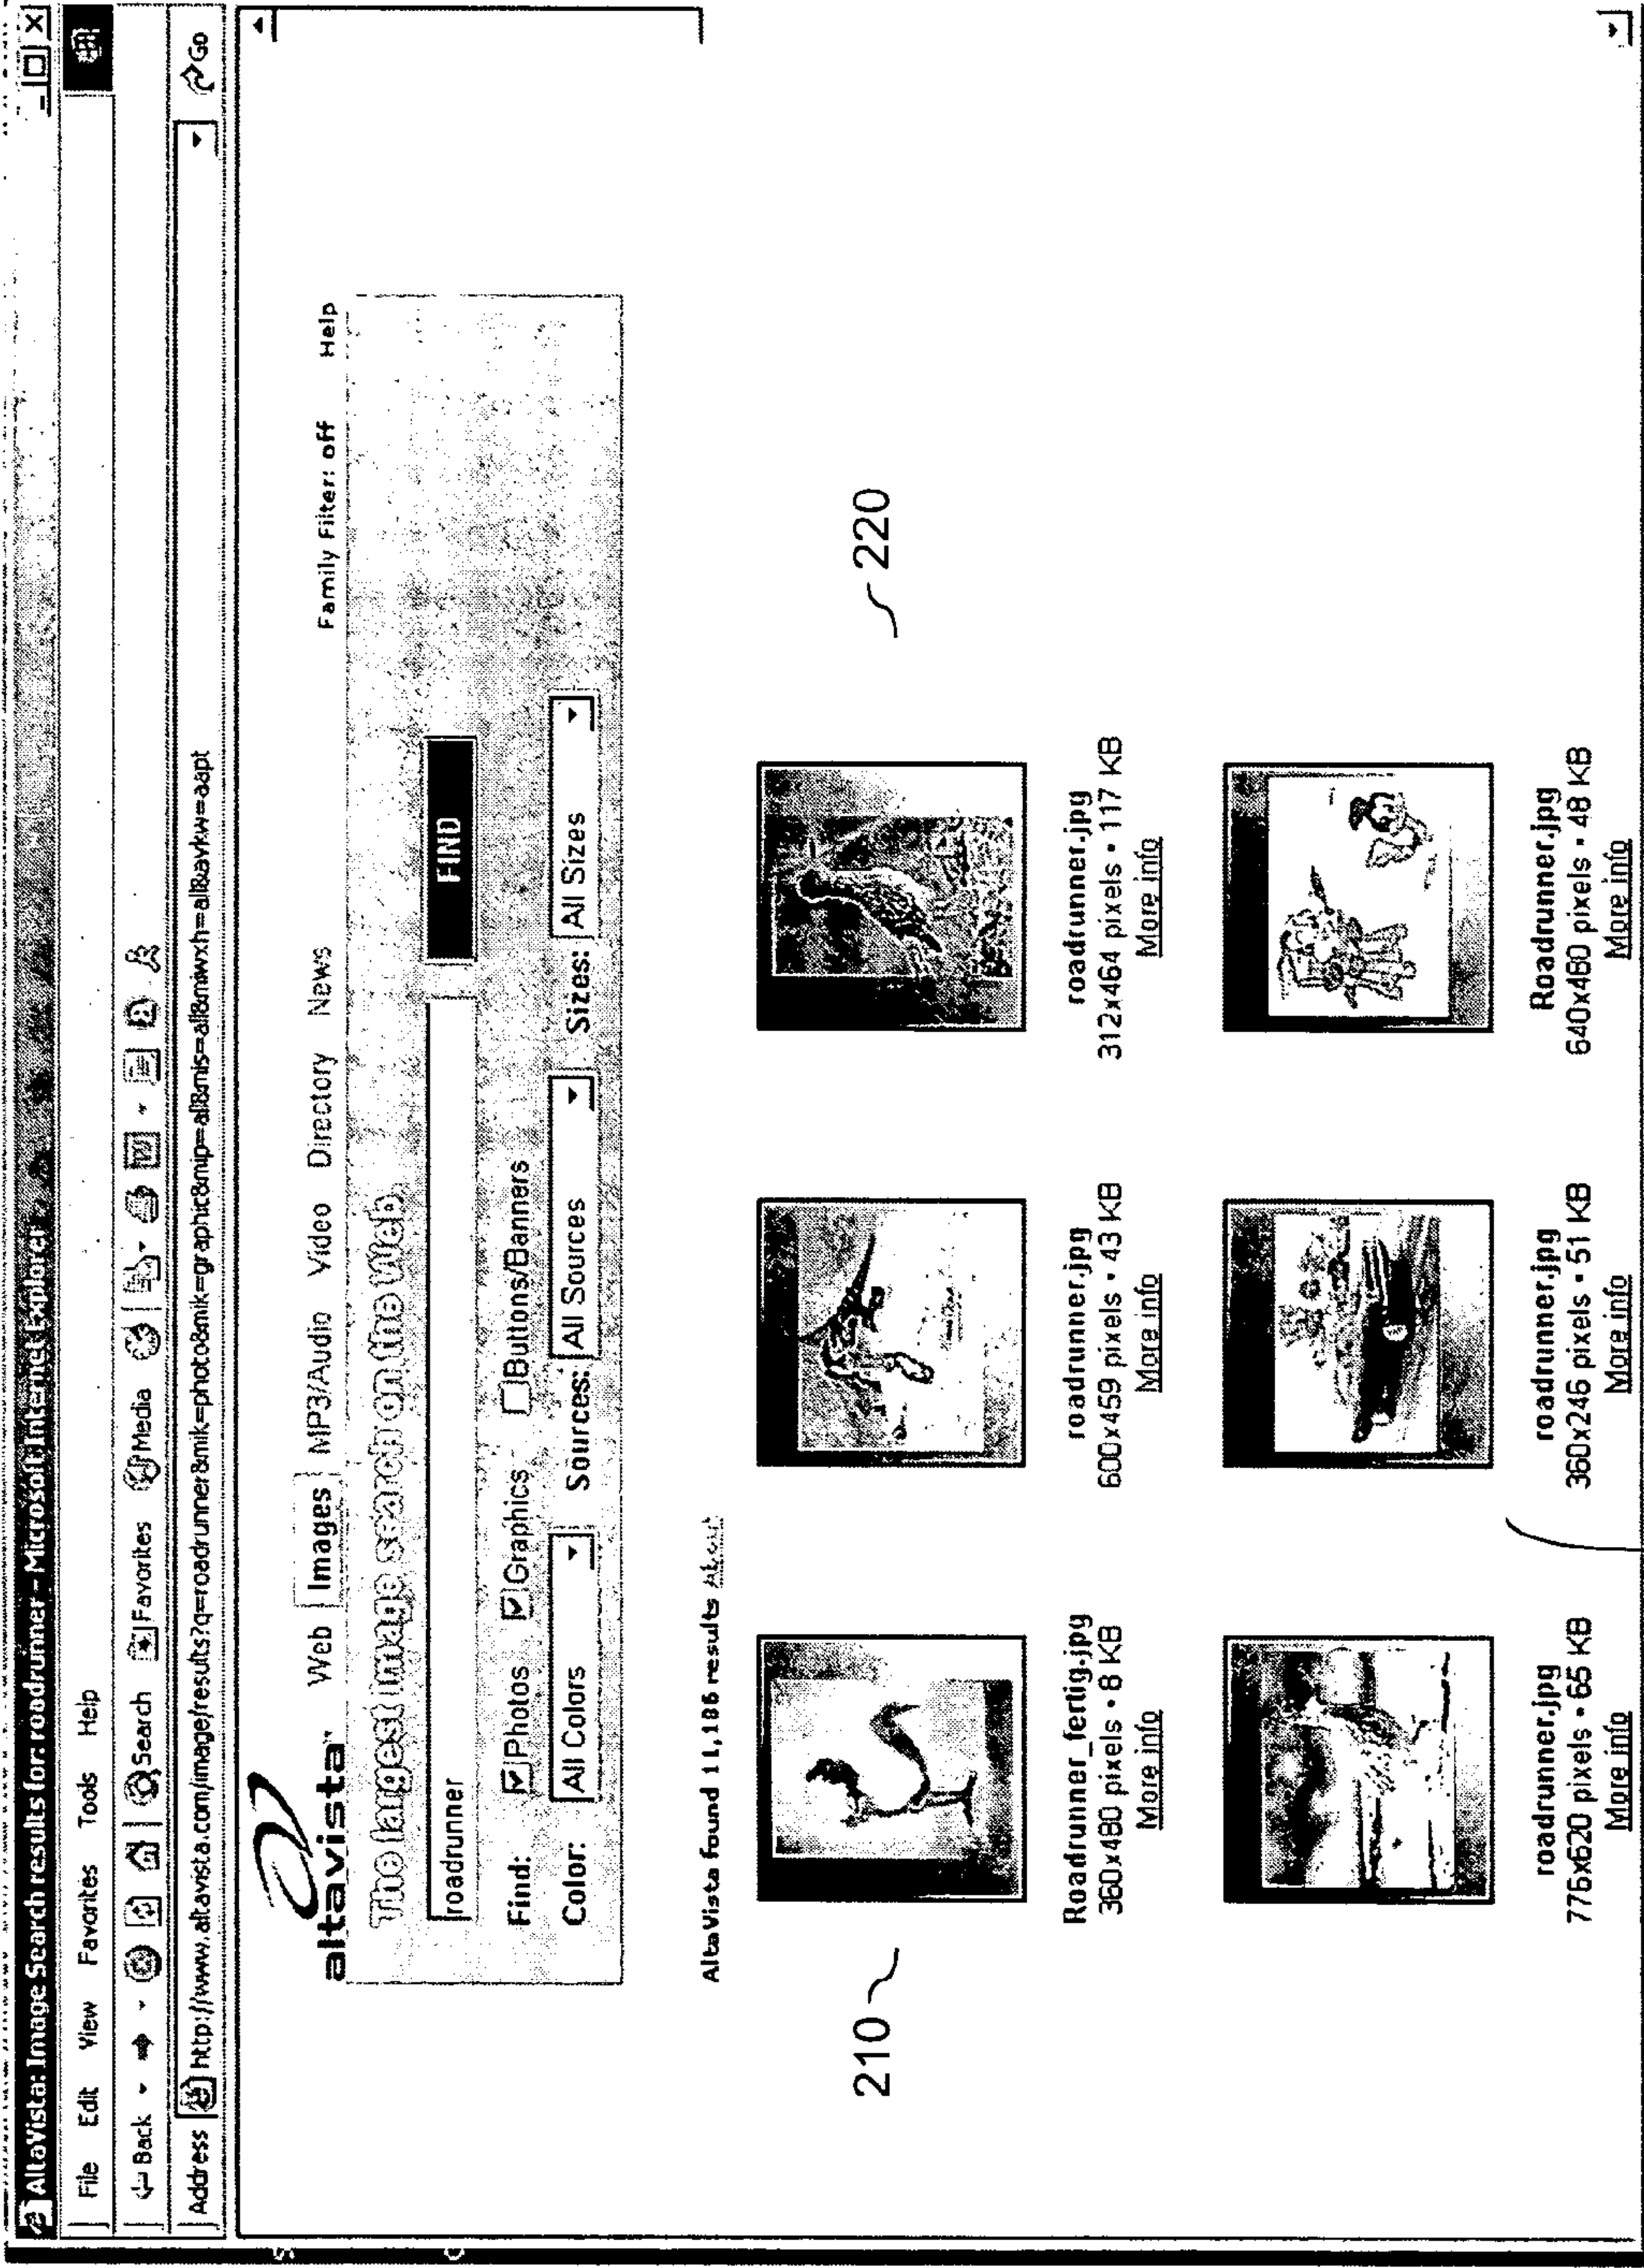 AltaVista: Image Search results for: roadrunner - Microsoft Internet Explorer
File Edit View Favorites Tools Help
Back Search Favorites Media
Address http://www.altavista.com/image/results?q=roadrunner&mik=photo&mik=graphic&mip=all&mis=all&miwxh=all&avkw=aapt Go
altavista™ Web Images MP3/Audio Video Directory News Family Filter: off Help
The largest image search on the Web.
roadrunner FIND
Find: Photos Graphics Buttons/Banners
Color: All Colors Sources: All Sources Sizes: All Sizes
AltaVista found 11,186 results About
210 220
Roadrunner_fertig.jpg roadrunner.jpg roadrunner.jpg
360x480 pixels • 8 KB 600x459 pixels • 43 KB 312x464 pixels • 117 KB
More info More info More info
roadrunner.jpg roadrunner.jpg Roadrunner.jpg
776x620 pixels • 65 KB 360x246 pixels • 51 KB 640x480 pixels • 48 KB
More info More info More info